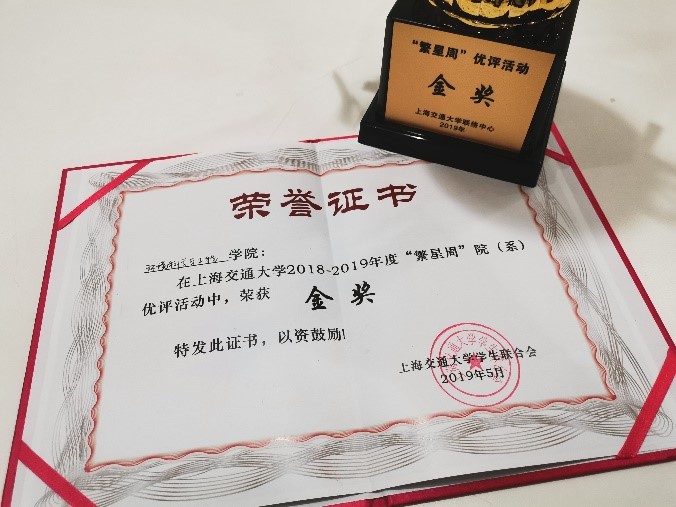 “繁星周”优评活动
金奖
上海交通大学联络中心
2019年
荣誉证书
学院：
在上海交通大学2018-2019年度“繁星周”院（系）
优评活动中，荣获 金奖
特发此证书，以资鼓励！
上海交通大学学生联合会
2019年5月